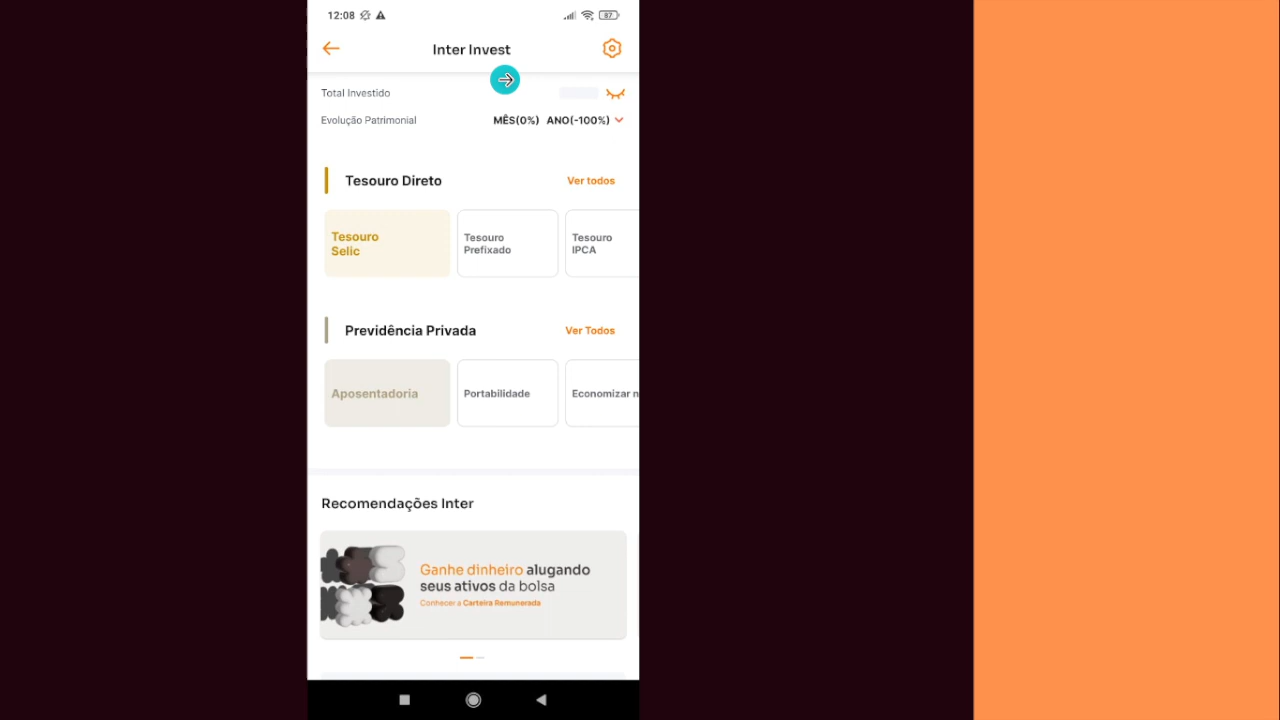 12:08
87
Inter Invest
Total Investido
Evolução Patrimonial MÊS(0%) ANO(-100%)
Tesouro Direto Ver todos
Tesouro
Selic
Tesouro
Prefixado
Tesouro
IPCA
Previdência Privada Ver Todos
Aposentadoria
Portabilidade
Economizar n
Recomendações Inter
Ganhe dinheiro alugando
seus ativos da bolsa
Conhecer a Carteira Remunerada